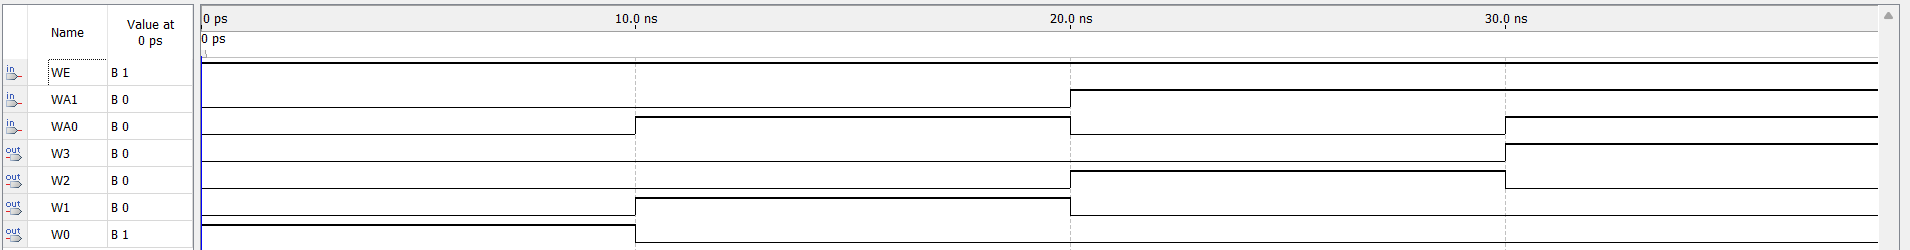 Name Value at 0 ps
0 ps 10.0 ns 20.0 ns 30.0 ns
0 ps
in WE B 1
in WA1 B 0
in WA0 B 0
out W3 B 0
out W2 B 0
out W1 B 0
out W0 B 1